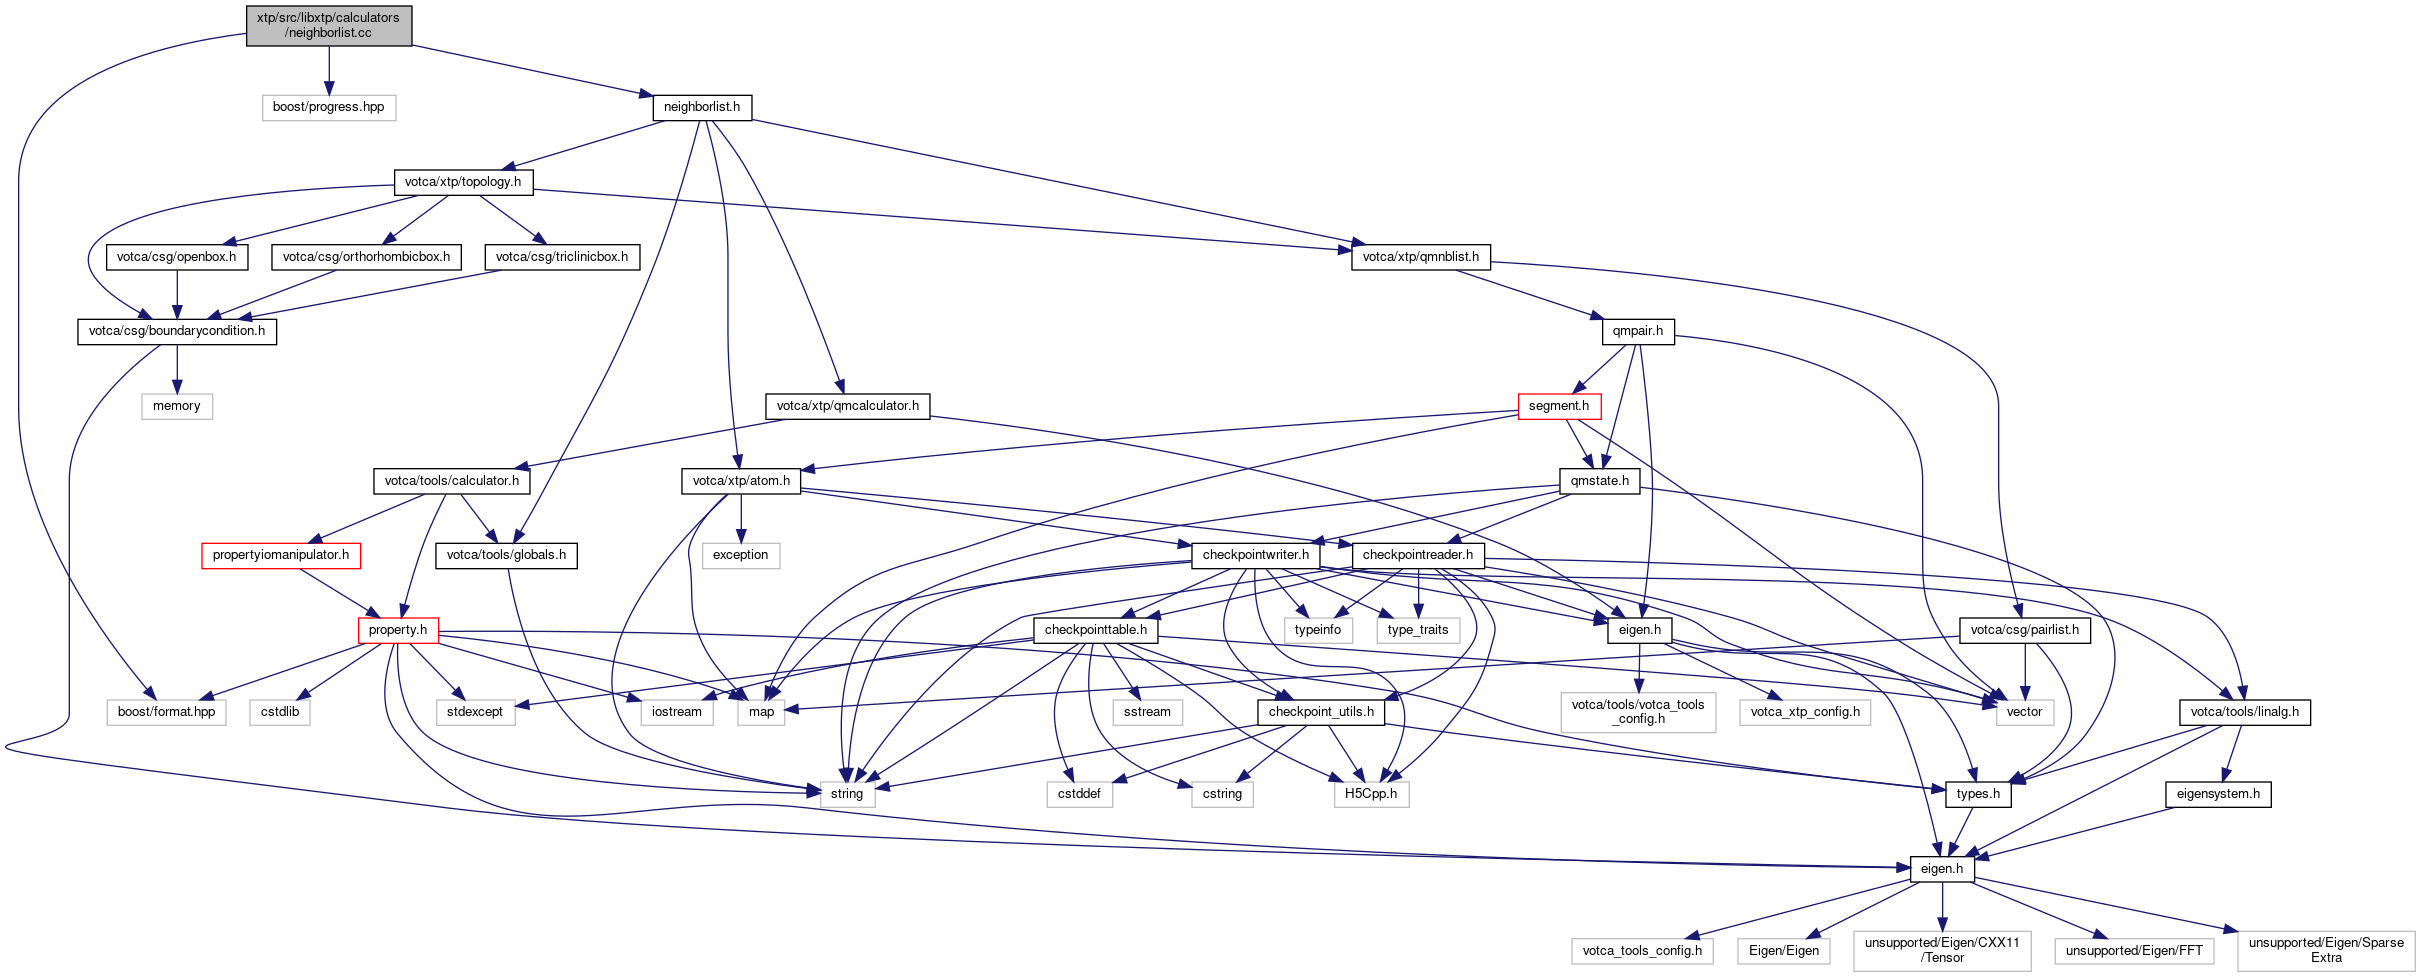 xtp/src/libxtp/calculators
/neighborlist.cc
boost/progress.hpp
neighborlist.h
votca/xtp/topology.h
votca/csg/openbox.h
votca/csg/orthorhombicbox.h
votca/csg/triclinicbox.h
votca/xtp/qmnblist.h
votca/csg/boundarycondition.h
qmpair.h
memory
votca/xtp/qmcalculator.h
segment.h
votca/tools/calculator.h
votca/xtp/atom.h
qmstate.h
propertyiomanipulator.h
votca/tools/globals.h
exception
checkpointwriter.h
checkpointreader.h
property.h
checkpointtable.h
typeinfo
type_traits
eigen.h
votca/csg/pairlist.h
boost/format.hpp
cstdlib
stdexcept
iostream
map
sstream
checkpoint_utils.h
votca/tools/votca_tools
_config.h
votca_xtp_config.h
vector
votca/tools/linalg.h
string
cstddef
cstring
H5Cpp.h
types.h
eigensystem.h
eigen.h
votca_tools_config.h
Eigen/Eigen
unsupported/Eigen/CXX11
/Tensor
unsupported/Eigen/FFT
unsupported/Eigen/Sparse
Extra